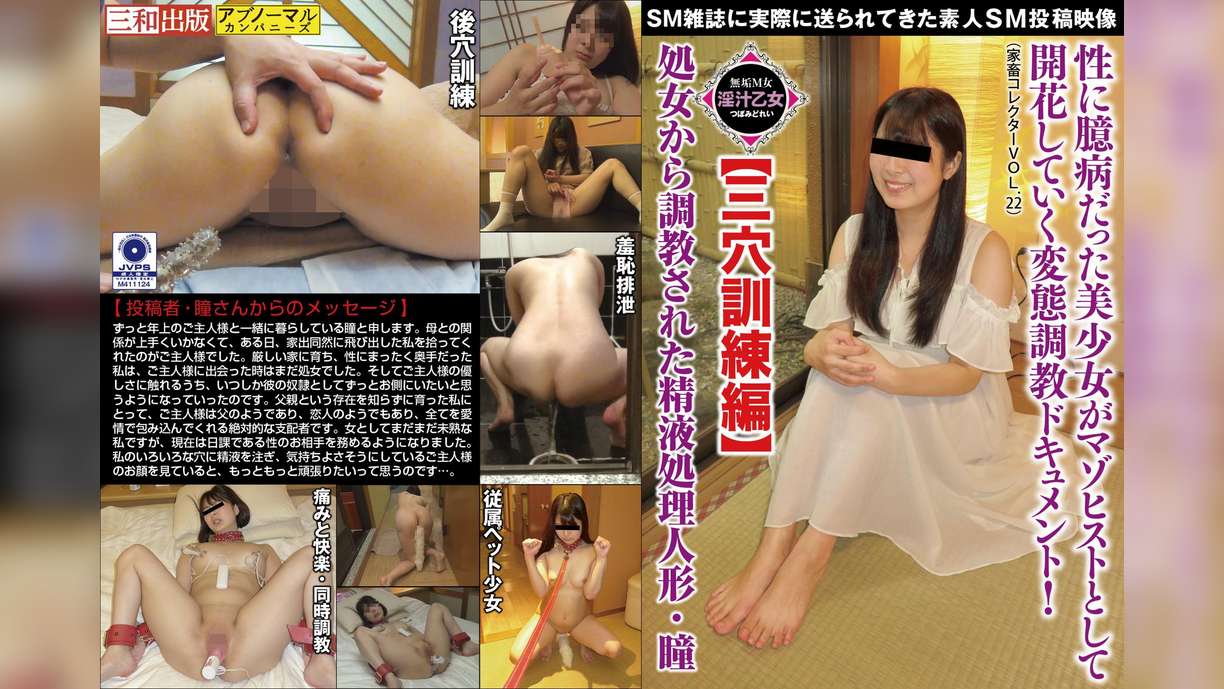 三和出版
アブノーマル
カンパニーズ
後穴訓練
羞恥排泄
JVPS
M411124
【投稿者・瞳さんからのメッセージ】
ずっと年上のご主人様と一緒に暮らしている瞳と申します。母との関
係が上手くいかなくて、ある日、家出同然に飛び出した私を拾ってく
れたのがご主人様でした。厳しい家に育ち、性にまったく奥手だった
私は、ご主人様に出会った時はまだ処女でした。そしてご主人様の優
しさに触れるうち、いつしか彼の奴隷としてずっとお側にいたいと思
うようになっていったのです。父親という存在を知らずに育った私に
とって、ご主人様は父のようであり、恋人のようでもあり、全てを愛
情で包み込んでくれる絶対的な支配者です。女としてまだまだ未熟な
私ですが、現在は日課である性のお相手を務めるようになりました。
私のいろいろな穴に精液を注ぎ、気持ちよさそうにしているご主人様
のお顔を見ていると、もっともっと頑張りたいって思うのです…。
痛みと快楽・同時調教
従属ペット少女
SM雑誌に実際に送られてきた素人SM投稿映像
性に臆病だった美少女がマゾヒストとして
開花していく変態調教ドキュメント!
(家畜コレクターVOL.22)
無垢M女
淫汁乙女
つぼみどれい
【三穴訓練編】
処女から調教された精液処理人形・瞳